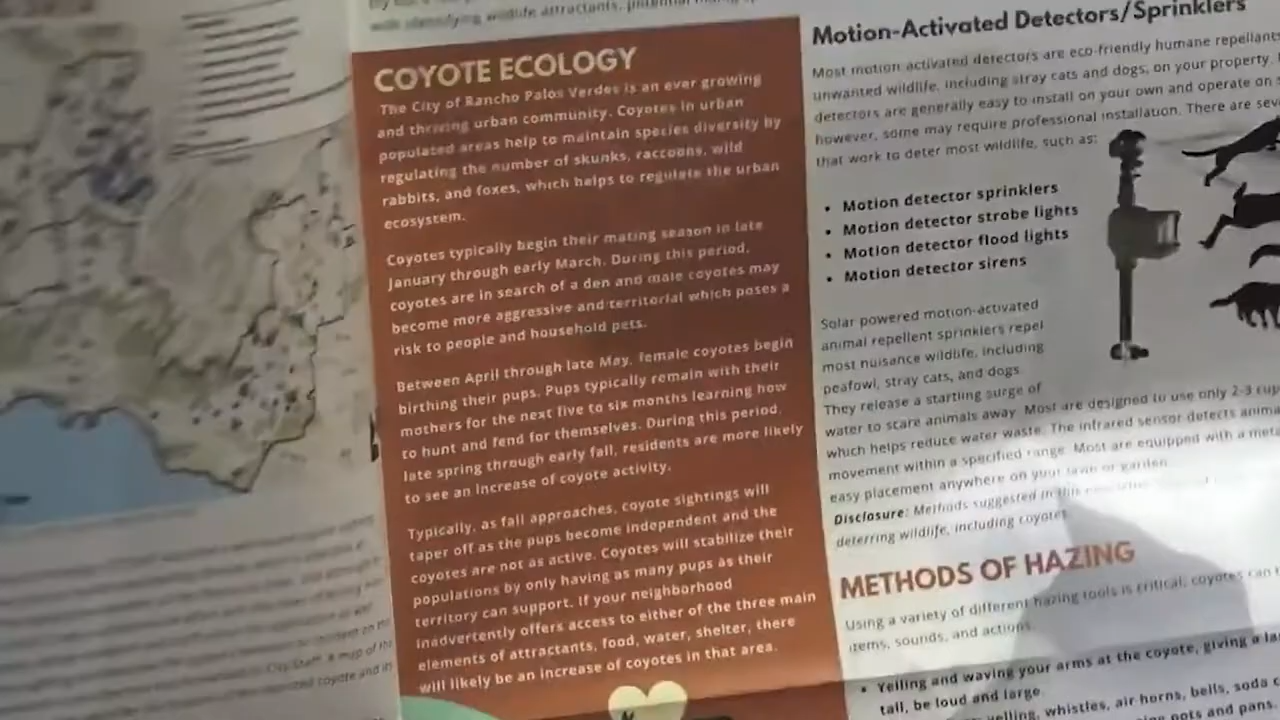 with identifying wildlife attractants, potential
COYOTE ECOLOGY
The City of Rancho Palos Verdes is an ever growing
and thriving urban community. Coyotes in urban
populated areas help to maintain species diversity by
regulating the number of skunks, raccoons, wild
rabbits, and foxes, which helps to regulate the urban
ecosystem.
Coyotes typically begin their mating season in late
January through early March. During this period,
coyotes are in search of a den and male coyotes may
become more aggressive and territorial which poses a
risk to people and household pets.
Between April through late May, female coyotes begin
birthing their pups. Pups typically remain with their
mothers for the next five to six months learning how
to hunt and fend for themselves. During this period,
late spring through early fall, residents are more likely
to see an increase of coyote activity.
Typically, as fall approaches, coyote sightings will
taper off as the pups become independent and the
coyotes are not as active. Coyotes will stabilize their
populations by only having as many pups as their
territory can support. If your neighborhood
inadvertently offers access to either of the three main
elements of attractants, food, water, shelter, there
will likely be an increase of coyotes in that area.
Motion-Activated Detectors/Sprinklers
Most motion activated detectors are eco-friendly humane repellants
unwanted wildlife, including stray cats and dogs, on your property.
detectors are generally easy to install on your own and operate on
however, some may require professional installation. There are
that work to deter most wildlife, such as:
• Motion detector sprinklers
• Motion detector strobe lights
• Motion detector flood lights
• Motion detector sirens
Solar powered motion-activated
animal repellent sprinklers repel
most nuisance wildlife, including
peafowl, stray cats, and dogs.
They release a startling surge of
water to scare animals away. Most are designed to use only 2-3
which helps reduce water waste. The infrared sensor detects
movement within a specified range. Most are equipped with a
easy placement anywhere on your lawn or garden.
Disclosure: Methods suggested in this
deterring wildlife, including coyotes.
METHODS OF HAZING
Using a variety of different hazing tools is critical; coyotes can
items, sounds, and actions.
• Yelling and waving your arms at the coyote, giving a
tall, be loud and large.
yelling, whistles, air horns, bells, soda
pots and pans.
City Staff, a map of
coyote and